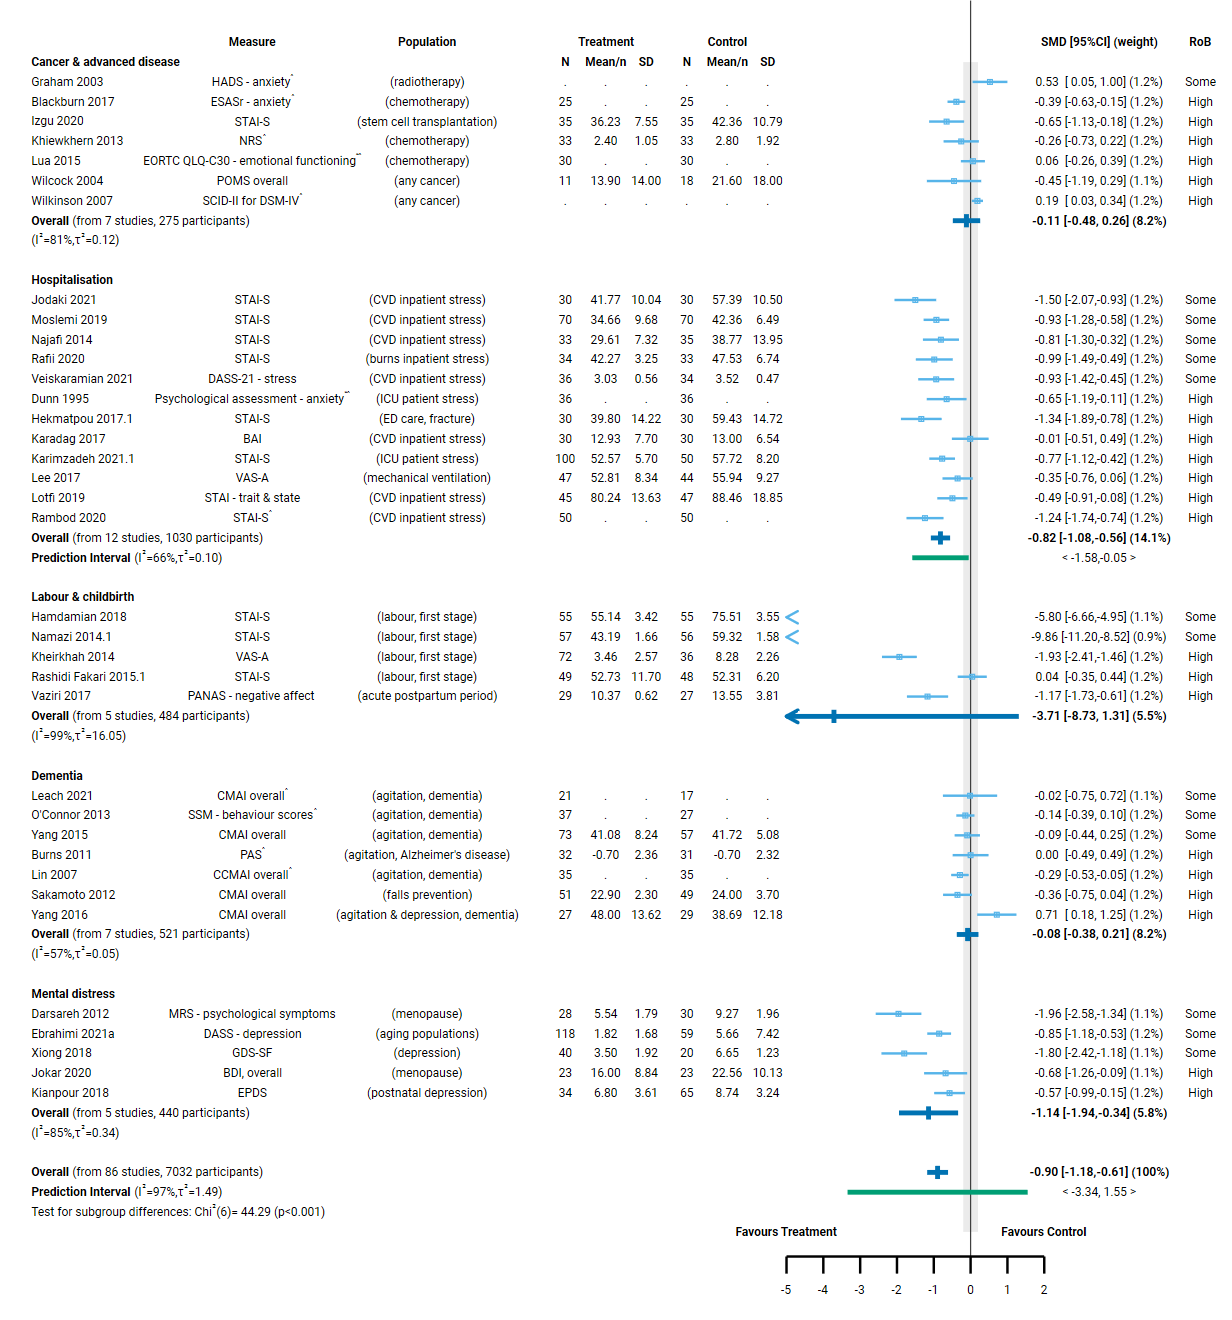 Measure Population Treatment Control SMD [95%CI] (weight) RoB
Cancer & advanced disease N Mean/n SD N Mean/n SD
Graham 2003 HADS - anxiety^ (radiotherapy) . . . . . . 0.53 [ 0.05, 1.00] (1.2%) Some
Blackburn 2017 ESASr - anxiety^ (chemotherapy) 25 . . 25 . . -0.39 [-0.63,-0.15] (1.2%) High
Izgu 2020 STAI-S (stem cell transplantation) 35 36.23 7.55 35 42.36 10.79 -0.65 [-1.13,-0.18] (1.2%) High
Khiewkhern 2013 NRS^ (chemotherapy) 33 2.40 1.05 33 2.80 1.92 -0.26 [-0.73, 0.22] (1.2%) High
Lua 2015 EORTC QLQ-C30 - emotional functioning^~ (chemotherapy) 30 . . 30 . . 0.06 [-0.26, 0.39] (1.2%) High
Wilcock 2004 POMS overall (any cancer) 11 13.90 14.00 18 21.60 18.00 -0.45 [-1.19, 0.29] (1.1%) High
Wilkinson 2007 SCID-II for DSM-IV^ (any cancer) . . . . . . 0.19 [ 0.03, 0.34] (1.2%) High
Overall (from 7 studies, 275 participants) -0.11 [-0.48, 0.26] (8.2%)
(I²=81%,τ²=0.12)
Hospitalisation
Jodaki 2021 STAI-S (CVD inpatient stress) 30 41.77 10.04 30 57.39 10.50 -1.50 [-2.07,-0.93] (1.2%) Some
Moslemi 2019 STAI-S (CVD inpatient stress) 70 34.66 9.68 70 42.36 6.49 -0.93 [-1.28,-0.58] (1.2%) Some
Najafi 2014 STAI-S (CVD inpatient stress) 33 29.61 7.32 35 38.77 13.95 -0.81 [-1.30,-0.32] (1.2%) Some
Rafii 2020 STAI-S (burns inpatient stress) 34 42.27 3.25 33 47.53 6.74 -0.99 [-1.49,-0.49] (1.2%) Some
Veiskaramian 2021 DASS-21 - stress (CVD inpatient stress) 36 3.03 0.56 34 3.52 0.47 -0.93 [-1.42,-0.45] (1.2%) Some
Dunn 1995 Psychological assessment - anxiety^~ (ICU patient stress) 36 . . 36 . . -0.65 [-1.19,-0.11] (1.2%) High
Hekmatpou 2017.1 STAI-S (ED care, fracture) 30 39.80 14.22 30 59.43 14.72 -1.34 [-1.89,-0.78] (1.2%) High
Karadag 2017 BAI (CVD inpatient stress) 30 12.93 7.70 30 13.00 6.54 -0.01 [-0.51, 0.49] (1.2%) High
Karimzadeh 2021.1 STAI-S (ICU patient stress) 100 52.57 5.70 50 57.72 8.20 -0.77 [-1.12,-0.42] (1.2%) High
Lee 2017 VAS-A (mechanical ventilation) 47 52.81 8.34 44 55.94 9.27 -0.35 [-0.76, 0.06] (1.2%) High
Lotfi 2019 STAI - trait & state (CVD inpatient stress) 45 80.24 13.63 47 88.46 18.85 -0.49 [-0.91,-0.08] (1.2%) High
Rambod 2020 STAI-S^ (CVD inpatient stress) 50 . . 50 . . -1.24 [-1.74,-0.74] (1.2%) High
Overall (from 12 studies, 1030 participants) -0.82 [-1.08,-0.56] (14.1%)
Prediction Interval (I²=66%,τ²=0.10) < -1.58,-0.05 >
Labour & childbirth
Hamdamian 2018 STAI-S (labour, first stage) 55 55.14 3.42 55 75.51 3.55 -5.80 [-6.66,-4.95] (1.1%) Some
Namazi 2014.1 STAI-S (labour, first stage) 57 43.19 1.66 56 59.32 1.58 -9.86 [-11.20,-8.52] (0.9%) Some
Kheirkhah 2014 VAS-A (labour, first stage) 72 3.46 2.57 36 8.28 2.26 -1.93 [-2.41,-1.46] (1.2%) High
Rashidi Fakari 2015.1 STAI-S (labour, first stage) 49 52.73 11.70 48 52.31 6.20 0.04 [-0.35, 0.44] (1.2%) High
Vaziri 2017 PANAS - negative affect (acute postpartum period) 29 10.37 0.62 27 13.55 3.81 -1.17 [-1.73,-0.61] (1.2%) High
Overall (from 5 studies, 484 participants) -3.71 [-8.73, 1.31] (5.5%)
(I²=99%,τ²=16.05)
Dementia
Leach 2021 CMAI overall^ (agitation, dementia) 21 . . 17 . . -0.02 [-0.75, 0.72] (1.1%) Some
O'Connor 2013 SSM - behaviour scores^ (agitation, dementia) 37 . . 27 . . -0.14 [-0.39, 0.10] (1.2%) Some
Yang 2015 CMAI overall (agitation, dementia) 73 41.08 8.24 57 41.72 5.08 -0.09 [-0.44, 0.25] (1.2%) Some
Burns 2011 PAS^ (agitation, Alzheimer's disease) 32 -0.70 2.36 31 -0.70 2.32 0.00 [-0.49, 0.49] (1.2%) High
Lin 2007 CCMAI overall^ (agitation, dementia) 35 . . 35 . . -0.29 [-0.53,-0.05] (1.2%) High
Sakamoto 2012 CMAI overall (falls prevention) 51 22.90 2.30 49 24.00 3.70 -0.36 [-0.75, 0.04] (1.2%) High
Yang 2016 CMAI overall (agitation & depression, dementia) 27 48.00 13.62 29 38.69 12.18 0.71 [ 0.18, 1.25] (1.2%) High
Overall (from 7 studies, 521 participants) -0.08 [-0.38, 0.21] (8.2%)
(I²=57%,τ²=0.05)
Mental distress
Darsareh 2012 MRS - psychological symptoms (menopause) 28 5.54 1.79 30 9.27 1.96 -1.96 [-2.58,-1.34] (1.1%) Some
Ebrahimi 2021a DASS - depression (aging populations) 118 1.82 1.68 59 5.66 7.42 -0.85 [-1.18,-0.53] (1.2%) Some
Xiong 2018 GDS-SF (depression) 40 3.50 1.92 20 6.65 1.23 -1.80 [-2.42,-1.18] (1.1%) Some
Jokar 2020 BDI, overall (menopause) 23 16.00 8.84 23 22.56 10.13 -0.68 [-1.26,-0.09] (1.1%) High
Kianpour 2018 EPDS (postnatal depression) 34 6.80 3.61 65 8.74 3.24 -0.57 [-0.99,-0.15] (1.2%) High
Overall (from 5 studies, 440 participants) -1.14 [-1.94,-0.34] (5.8%)
(I²=85%,τ²=0.34)
Overall (from 86 studies, 7032 participants) -0.90 [-1.18,-0.61] (100%)
Prediction Interval (I²=97%,τ²=1.49) < -3.34, 1.55 >
Test for subgroup differences: Chi²(6)= 44.29 (p<0.001)
Favours Treatment Favours Control
-5 -4 -3 -2 -1 0 1 2